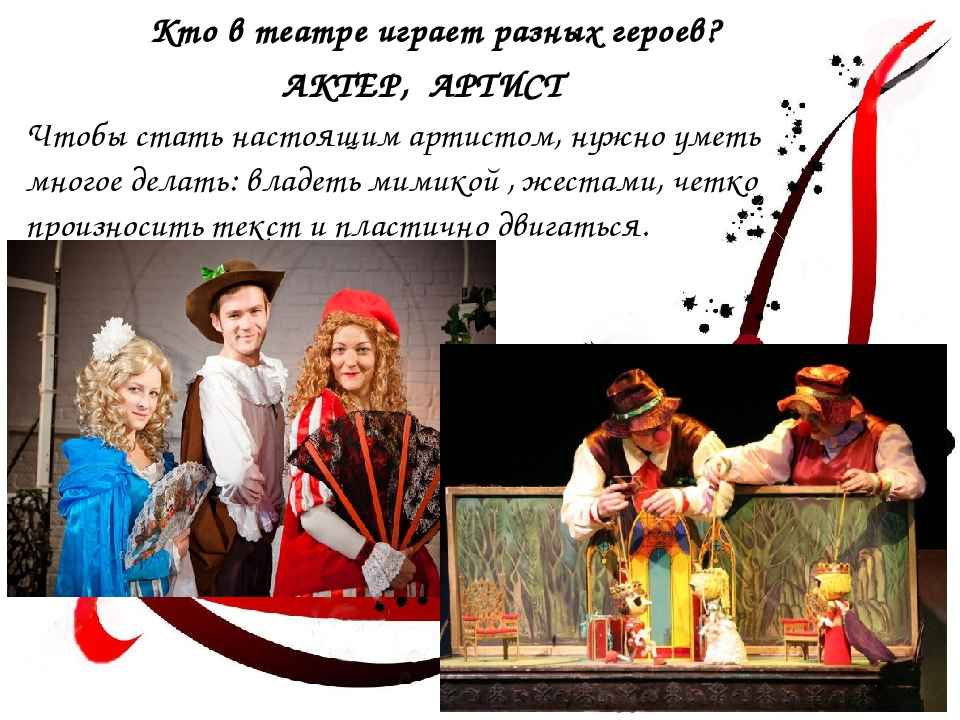 Кто в театре играет разных героев?
АКТЕР, АРТИСТ
Чтобы стать настоящим артистом, нужно уметь
многое делать: владеть мимикой , жестами, четко
произносить текст и пластично двигаться.